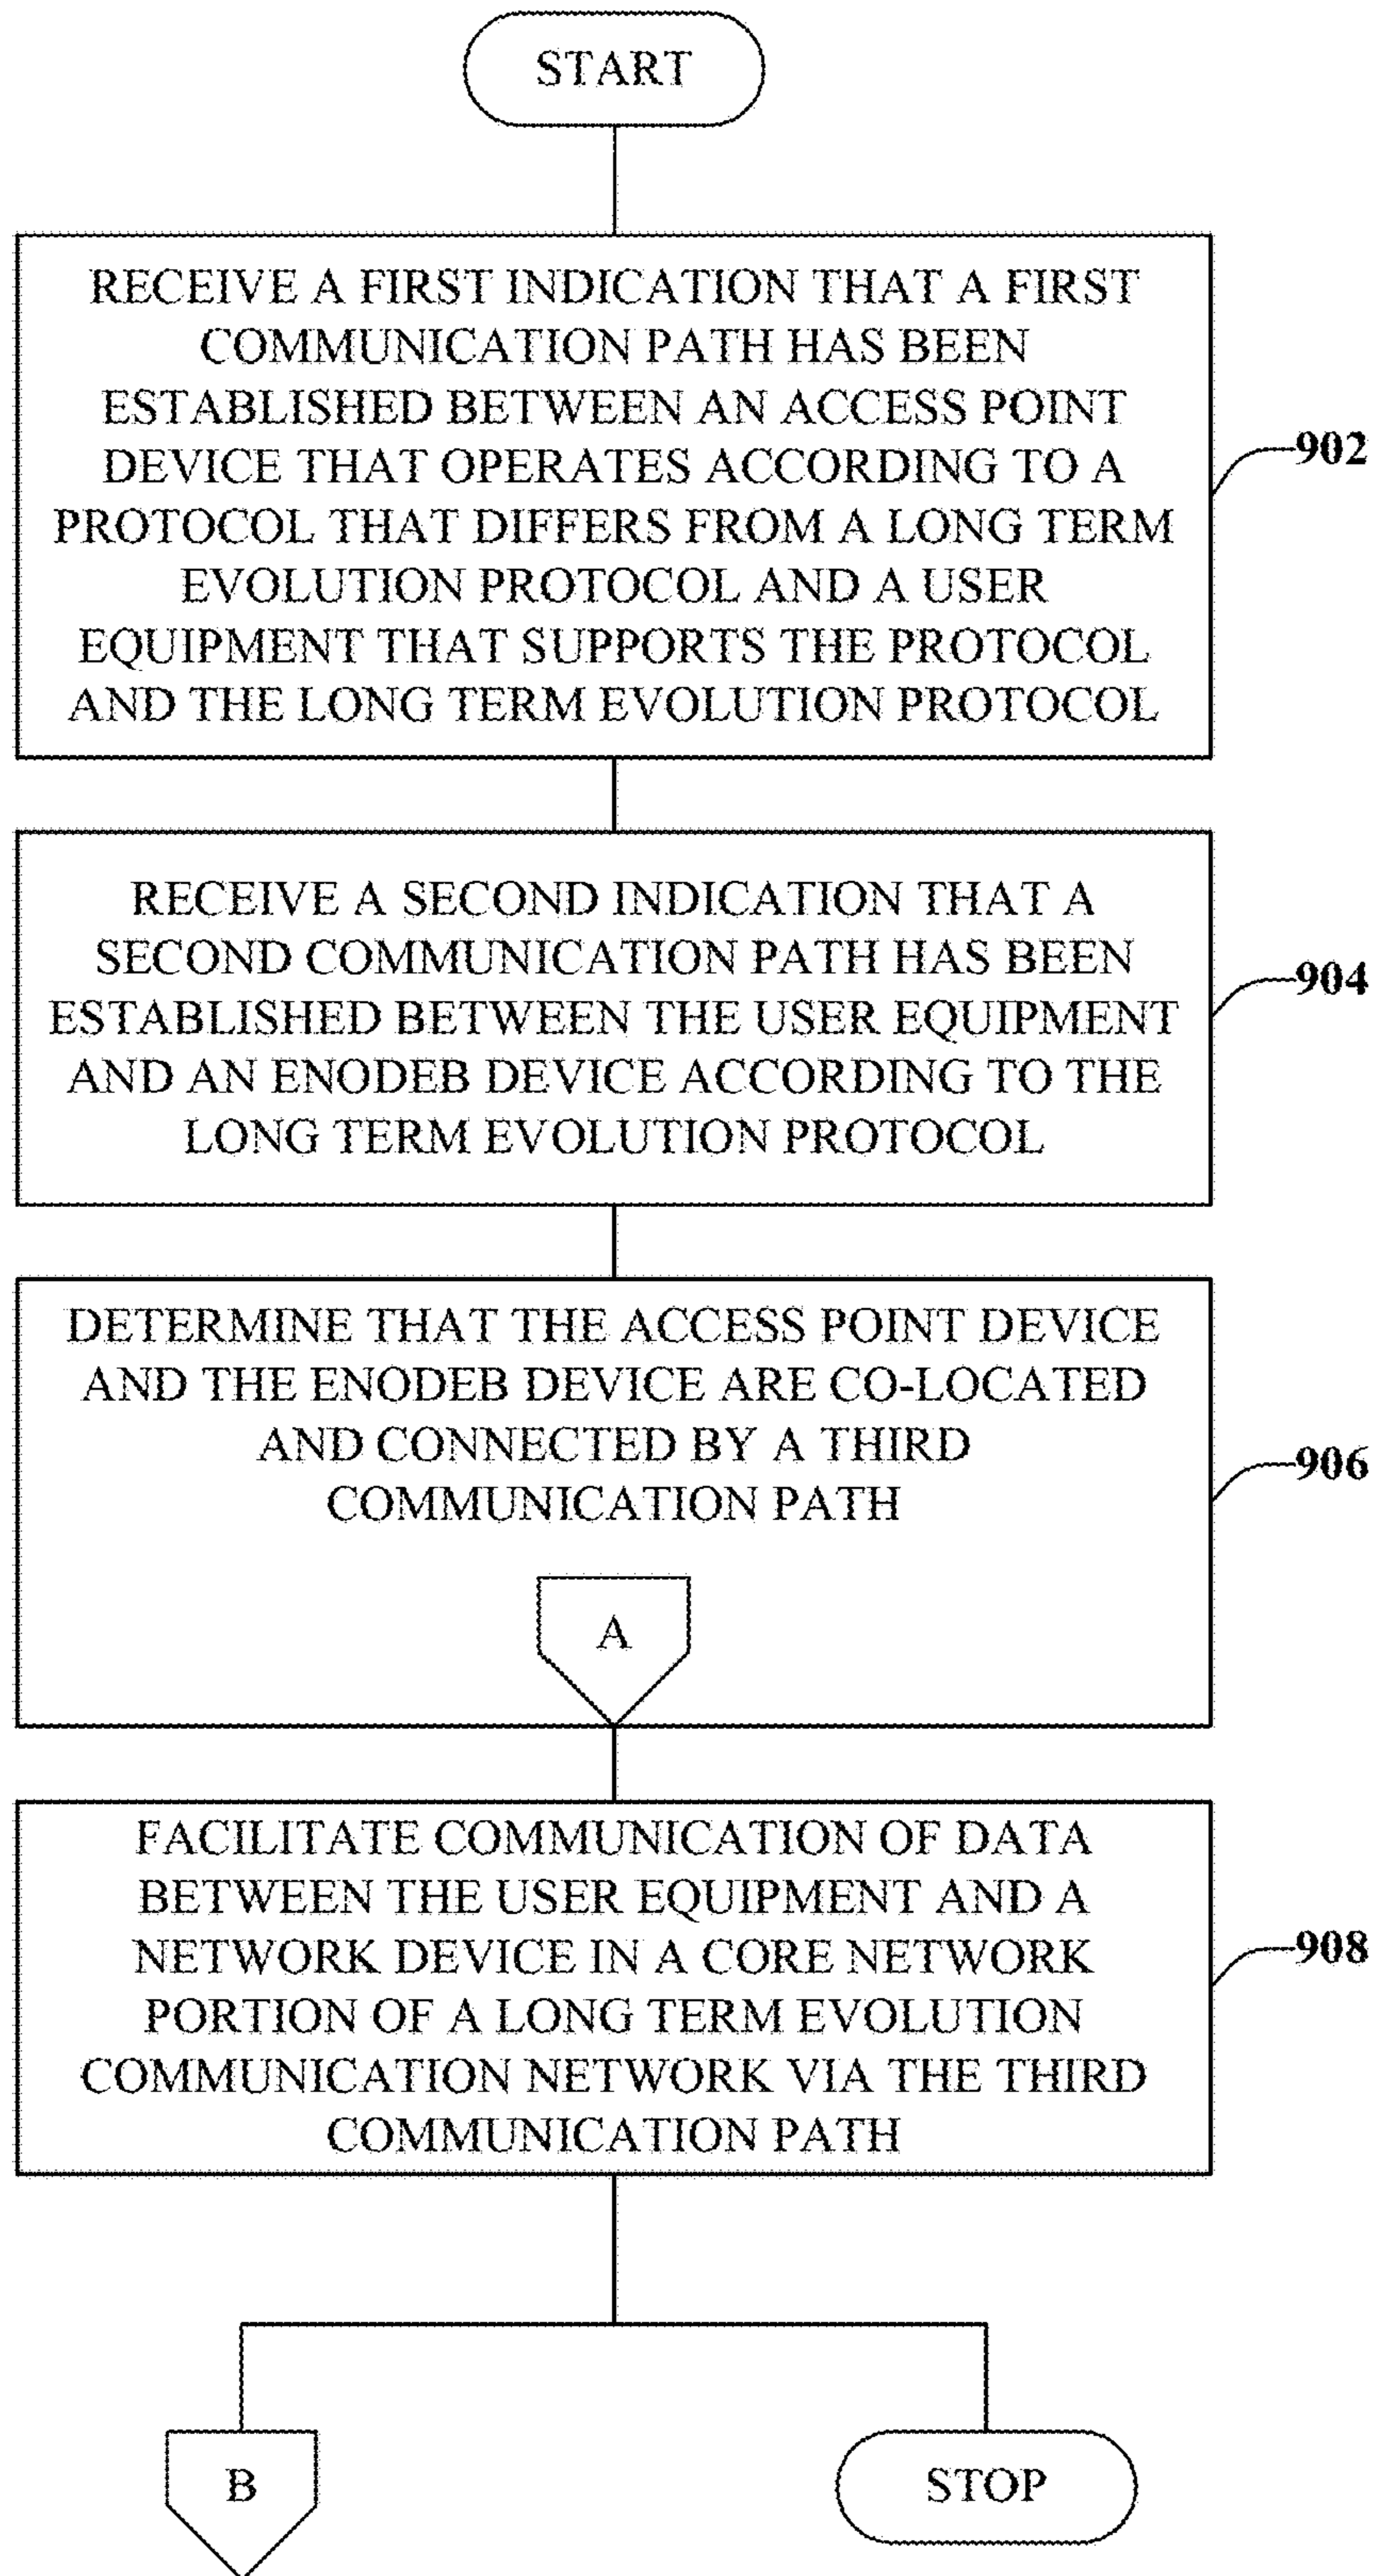 START
RECEIVE A FIRST INDICATION THAT A FIRST
COMMUNICATION PATH HAS BEEN
ESTABLISHED BETWEEN AN ACCESS POINT
DEVICE THAT OPERATES ACCORDING TO A
PROTOCOL THAT DIFFERS FROM A LONG TERM
EVOLUTION PROTOCOL AND A USER
EQUIPMENT THAT SUPPORTS THE PROTOCOL
AND THE LONG TERM EVOLUTION PROTOCOL
902
RECEIVE A SECOND INDICATION THAT A
SECOND COMMUNICATION PATH HAS BEEN
ESTABLISHED BETWEEN THE USER EQUIPMENT
AND AN ENODEB DEVICE ACCORDING TO THE
LONG TERM EVOLUTION PROTOCOL
904
DETERMINE THAT THE ACCESS POINT DEVICE
AND THE ENODEB DEVICE ARE CO-LOCATED
AND CONNECTED BY A THIRD
COMMUNICATION PATH
906
A
FACILITATE COMMUNICATION OF DATA
BETWEEN THE USER EQUIPMENT AND A
NETWORK DEVICE IN A CORE NETWORK
PORTION OF A LONG TERM EVOLUTION
COMMUNICATION NETWORK VIA THE THIRD
COMMUNICATION PATH
908
B
STOP